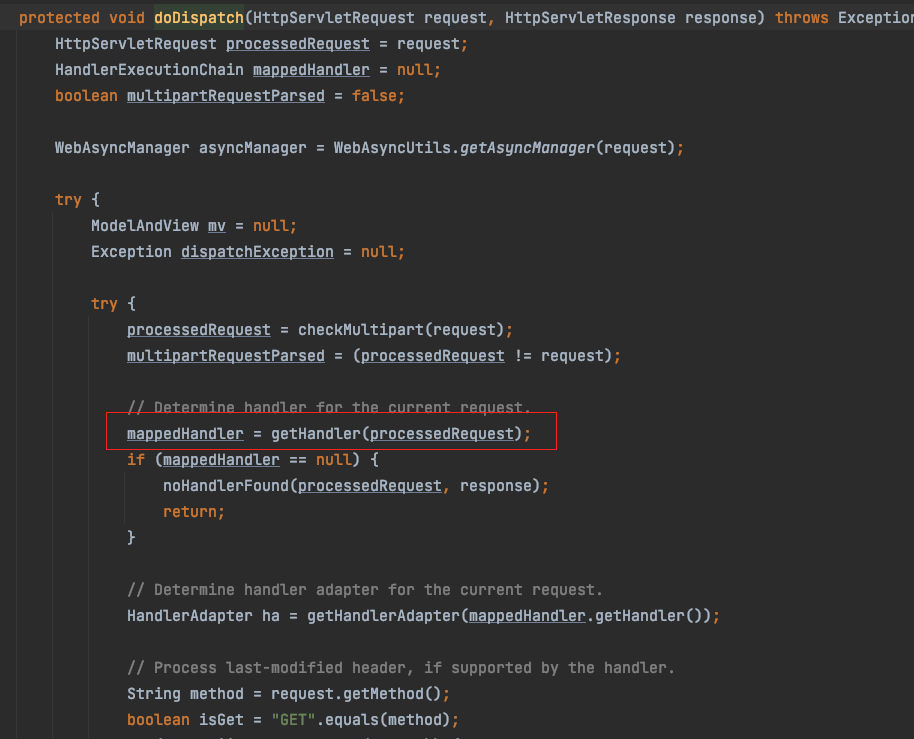 protected void doDispatch(HttpServletRequest request, HttpServletResponse response) throws Exception
HttpServletRequest processedRequest = request;
HandlerExecutionChain mappedHandler = null;
boolean multipartRequestParsed = false;
WebAsyncManager asyncManager = WebAsyncUtils.getAsyncManager(request);
try {
ModelAndView mv = null;
Exception dispatchException = null;
try {
processedRequest = checkMultipart(request);
multipartRequestParsed = (processedRequest != request);
// Determine handler for the current request.
mappedHandler = getHandler(processedRequest);
if (mappedHandler == null) {
noHandlerFound(processedRequest, response);
return;
}
// Determine handler adapter for the current request.
HandlerAdapter ha = getHandlerAdapter(mappedHandler.getHandler());
// Process last-modified header, if supported by the handler.
String method = request.getMethod();
boolean isGet = "GET".equals(method);